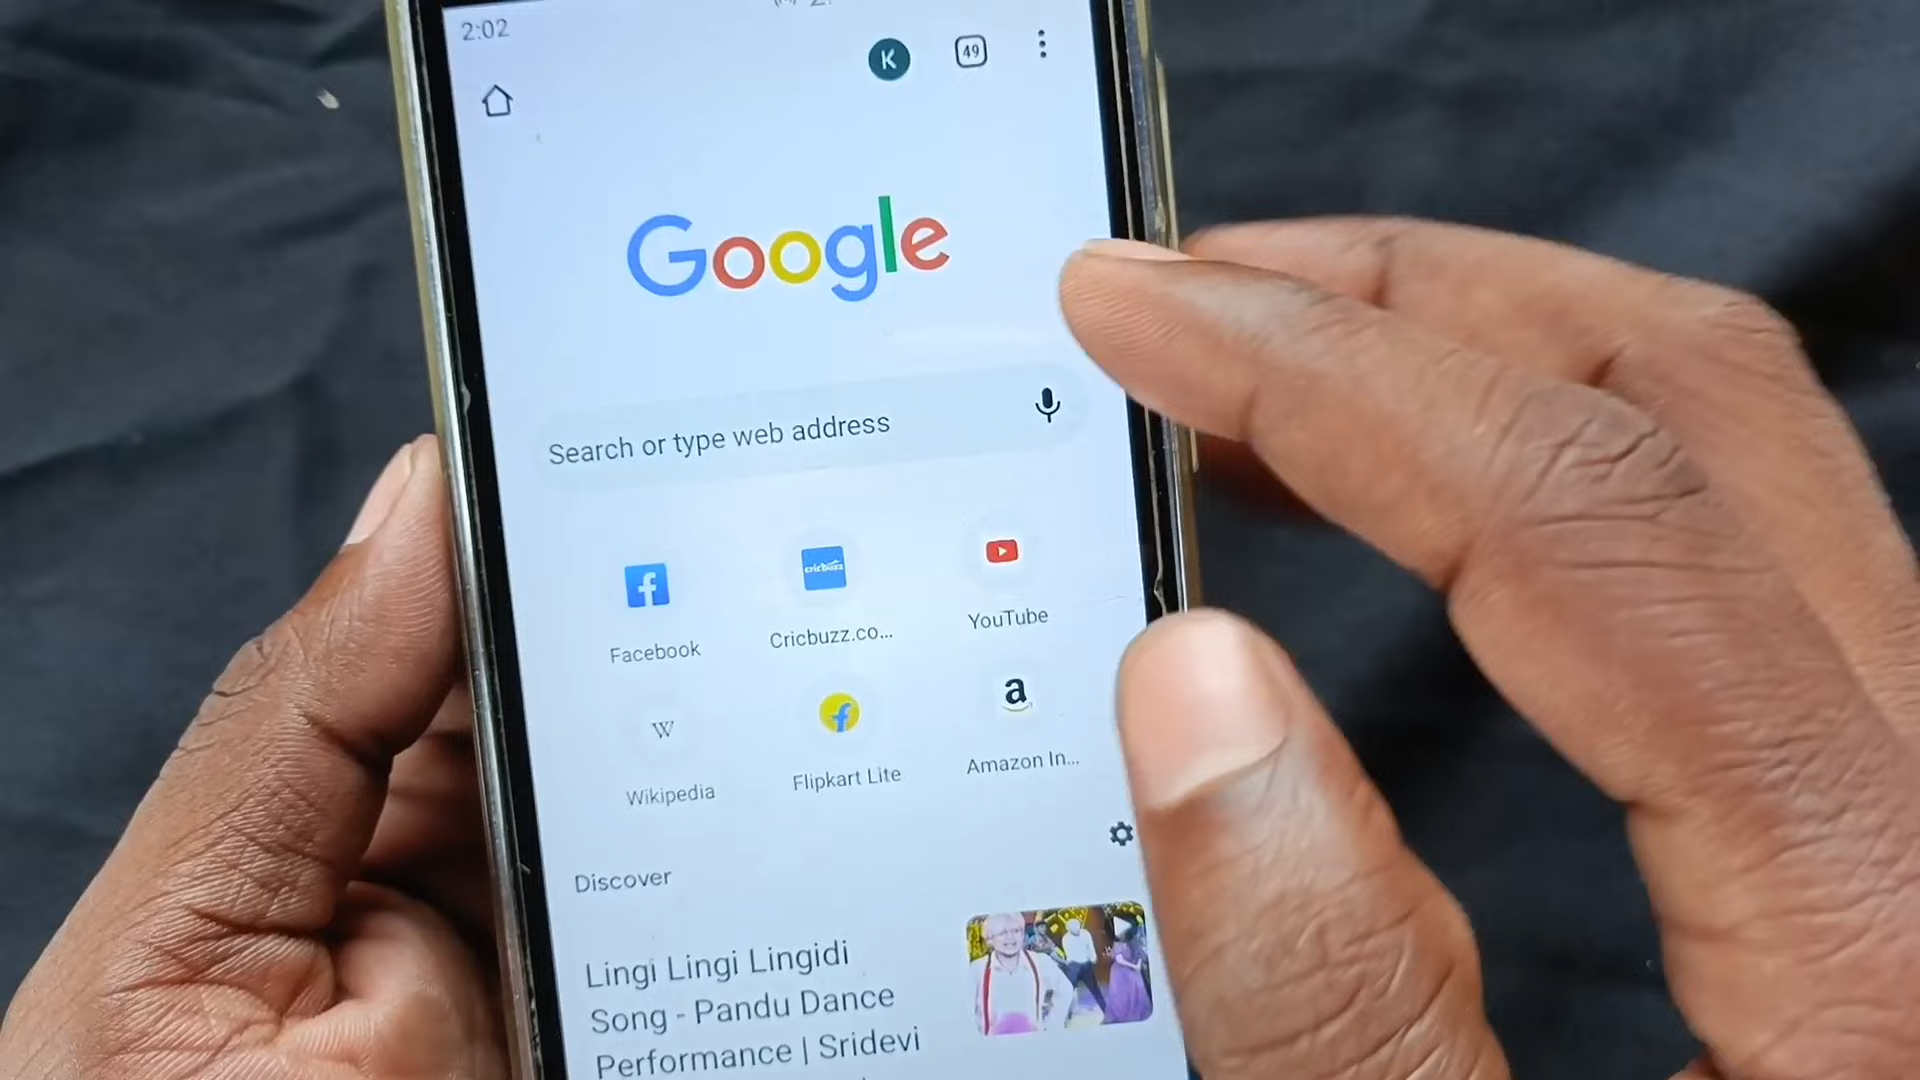 2:02
K
49
Google
Search or type web address
f
cricbuzz
Facebook
Cricbuzz.co...
YouTube
W
f
a
Wikipedia
Flipkart Lite
Amazon In...
Discover
Lingi Lingi Lingidi
Song - Pandu Dance
Performance | Sridevi